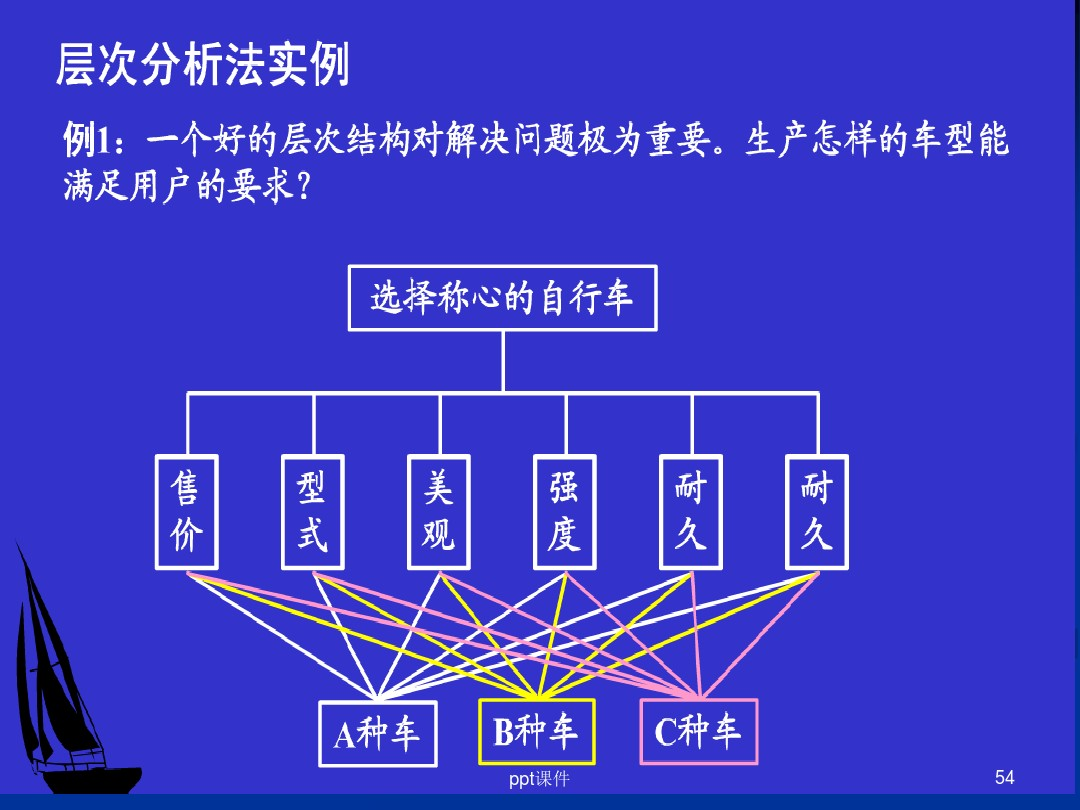 层次分析法实例
例1：一个好的层次结构对解决问题极为重要。生产怎样的车型能
满足用户的要求？
选择称心的自行车
售价
型式
美观
强度
耐久
耐久
A种车
B种车
C种车
ppt课件
54